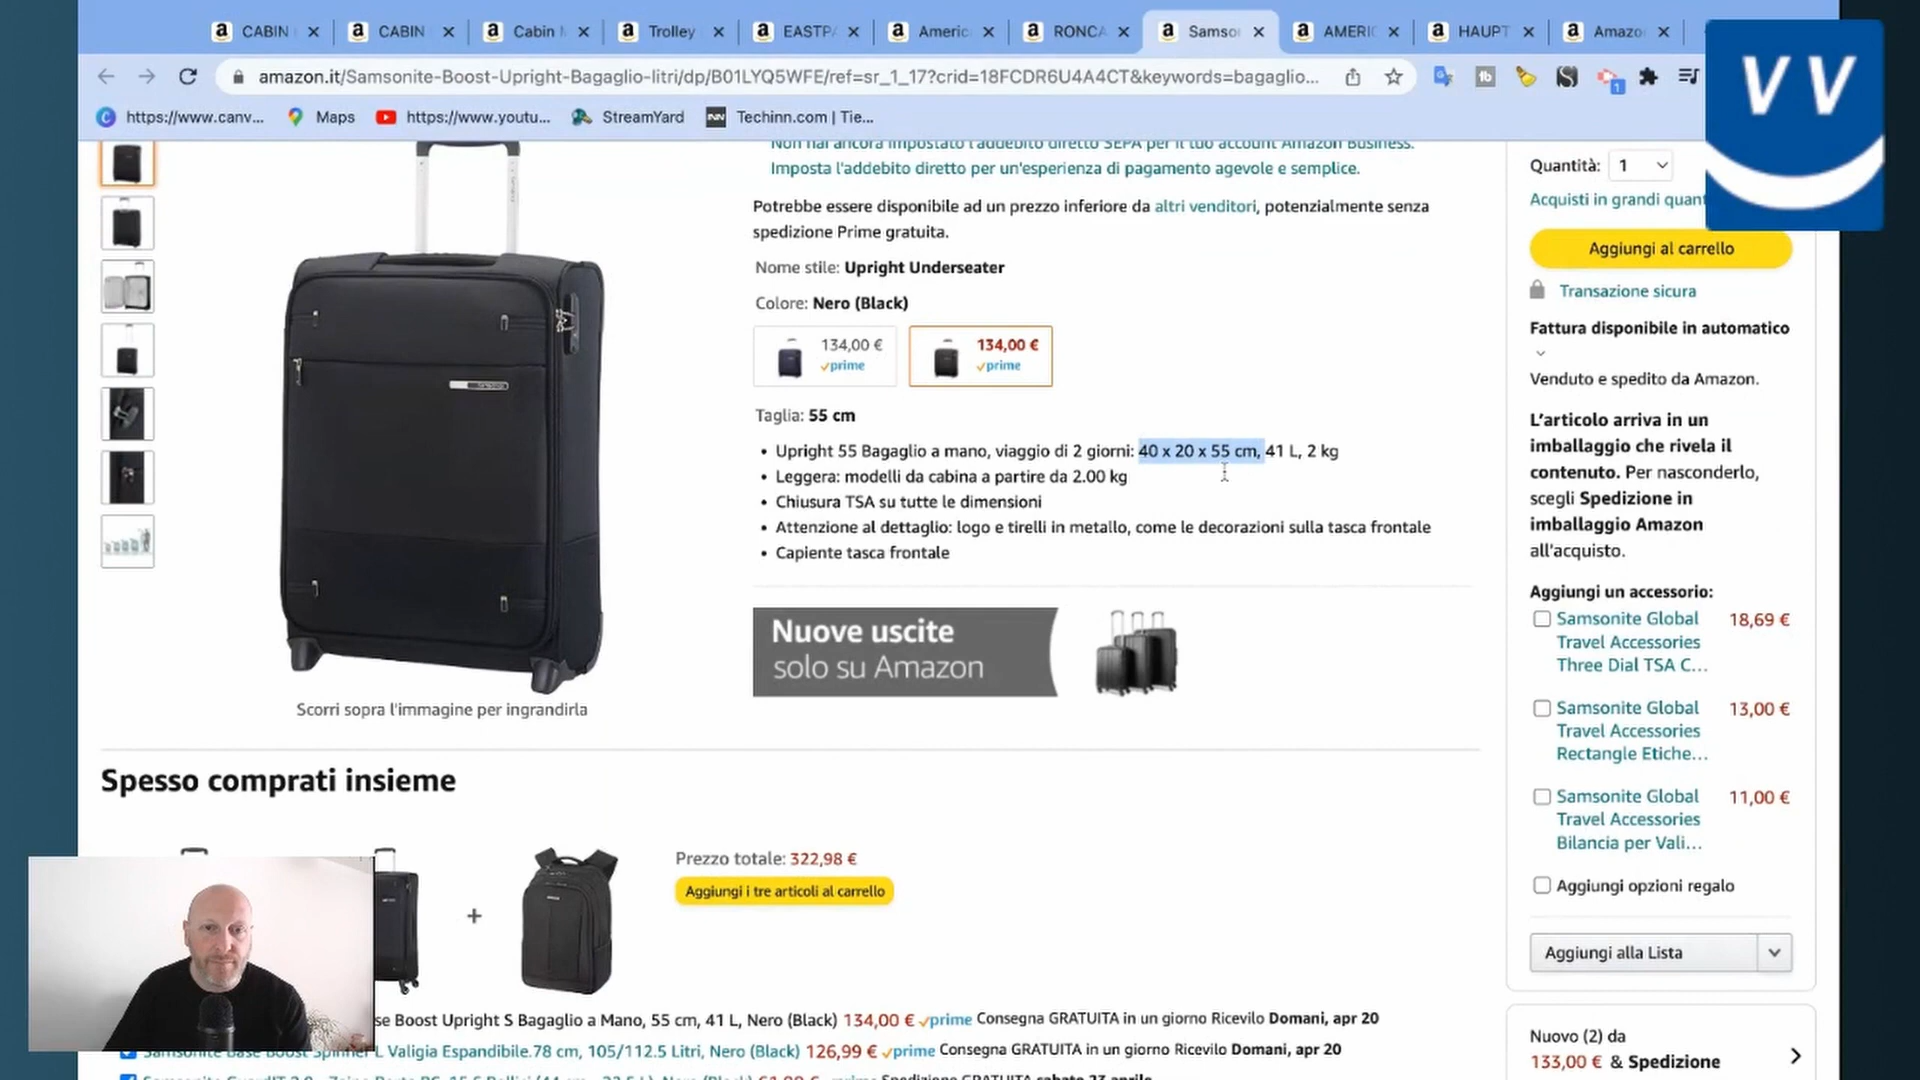 CABIN
CABIN
Cabin
Trolley
EASTPA
Americ
RONCA
Samso
AMERIC
HAUPT
Amazo
amazon.it/Samsonite-Boost-Upright-Bagaglio-litri/dp/B01LYQ5WFE/ref=sr_1_17?crid=18FCDR6U4A4CT&keywords=bagaglio...
https://www.canv...
Maps
https://www.youtu...
StreamYard
Techinn.com | Tie...
VV
Non hai ancora impostato l'addebito diretto SEPA per il tuo account Amazon Business.
Imposta l'addebito diretto per un'esperienza di pagamento agevole e semplice.
Potrebbe essere disponibile ad un prezzo inferiore da altri venditori, potenzialmente senza
spedizione Prime gratuita.
Nome stile: Upright Underseater
Colore: Nero (Black)
134,00 €
prime
134,00 €
prime
Taglia: 55 cm
• Upright 55 Bagaglio a mano, viaggio di 2 giorni: 40 x 20 x 55 cm, 41 L, 2 kg
• Leggera: modelli da cabina a partire da 2.00 kg
• Chiusura TSA su tutte le dimensioni
• Attenzione al dettaglio: logo e tirelli in metallo, come le decorazioni sulla tasca frontale
• Capiente tasca frontale
Nuove uscite
solo su Amazon
Scorri sopra l'immagine per ingrandirla
Spesso comprati insieme
+
Prezzo totale: 322,98 €
Aggiungi i tre articoli al carrello
se Boost Upright S Bagaglio a Mano, 55 cm, 41 L, Nero (Black) 134,00 € prime Consegna GRATUITA in un giorno Ricevilo Domani, apr 20
Samsonite Base Boost Spinner L Valigia Espandibile.78 cm, 105/112.5 Litri, Nero (Black) 126,99 € prime Consegna GRATUITA in un giorno Ricevilo Domani, apr 20
Quantità: 1
Acquisti in grandi quant
Aggiungi al carrello
Transazione sicura
Fattura disponibile in automatico
Venduto e spedito da Amazon.
L'articolo arriva in un
imballaggio che rivela il
contenuto. Per nasconderlo,
scegli Spedizione in
imballaggio Amazon
all'acquisto.
Aggiungi un accessorio:
Samsonite Global 18,69 €
Travel Accessories
Three Dial TSA C...
Samsonite Global 13,00 €
Travel Accessories
Rectangle Etiche...
Samsonite Global 11,00 €
Travel Accessories
Bilancia per Vali...
Aggiungi opzioni regalo
Aggiungi alla Lista
Nuovo (2) da
133,00 € & Spedizione